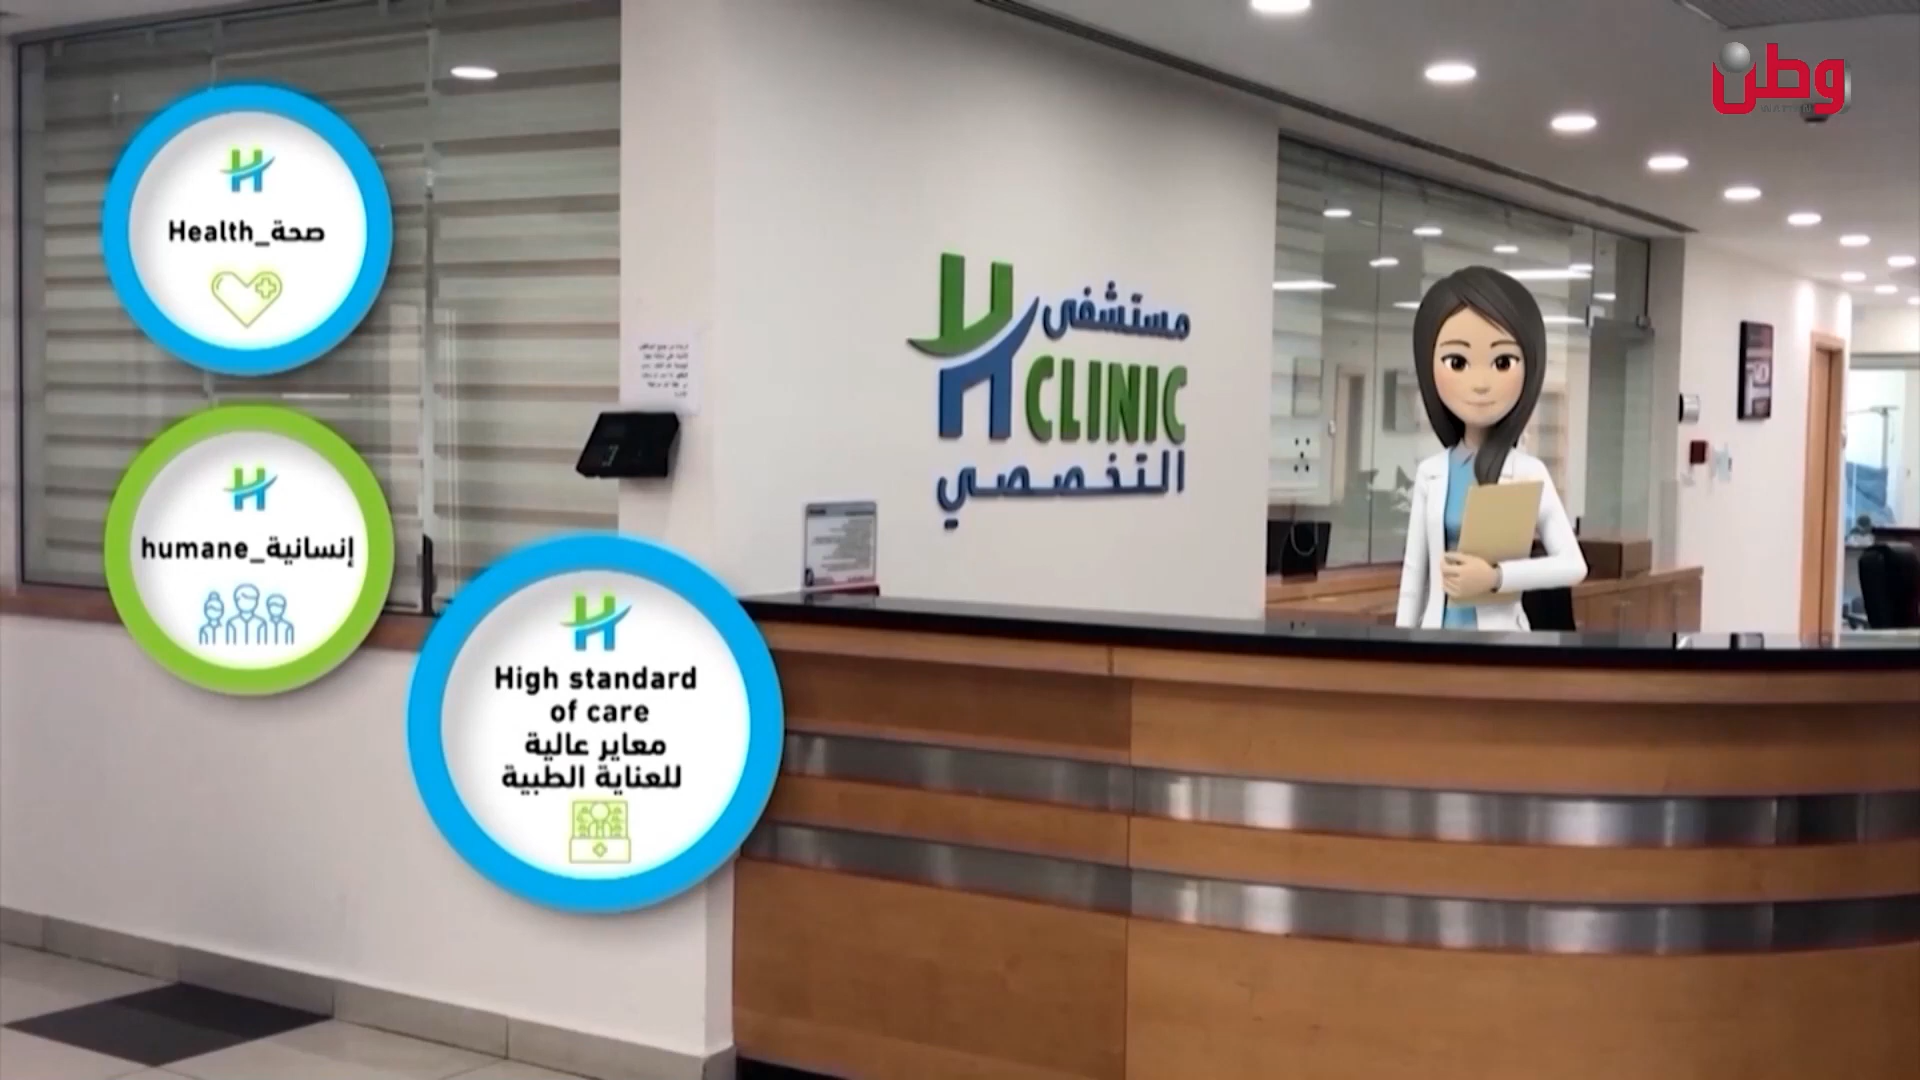 وطن
Health_صحة
مستشفى
H CLINIC
التخصصي
humane_إنسانية
High standard
of care
معاير عالية
للعناية الطبية